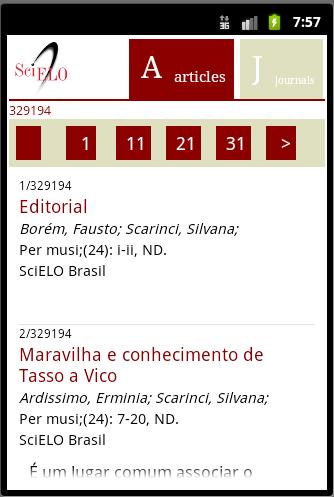 3G 7:57
SciELO
A articles
J journals
329194
1 11 21 31 >
1/329194
Editorial
Borém, Fausto; Scarinci, Silvana;
Per musi;(24): i-ii, ND.
SciELO Brasil
2/329194
Maravilha e conhecimento de
Tasso a Vico
Ardissimo, Erminia; Scarinci, Silvana;
Per musi;(24): 7-20, ND.
SciELO Brasil
É um lugar comum associar o